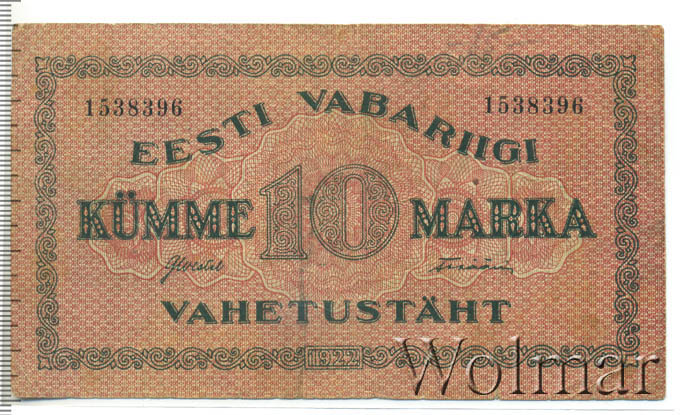 1538396 1538396
EESTI VABARIIGI
KÜMME 10 MARKA
VAHETUSTÄHT
1922
Wolmar